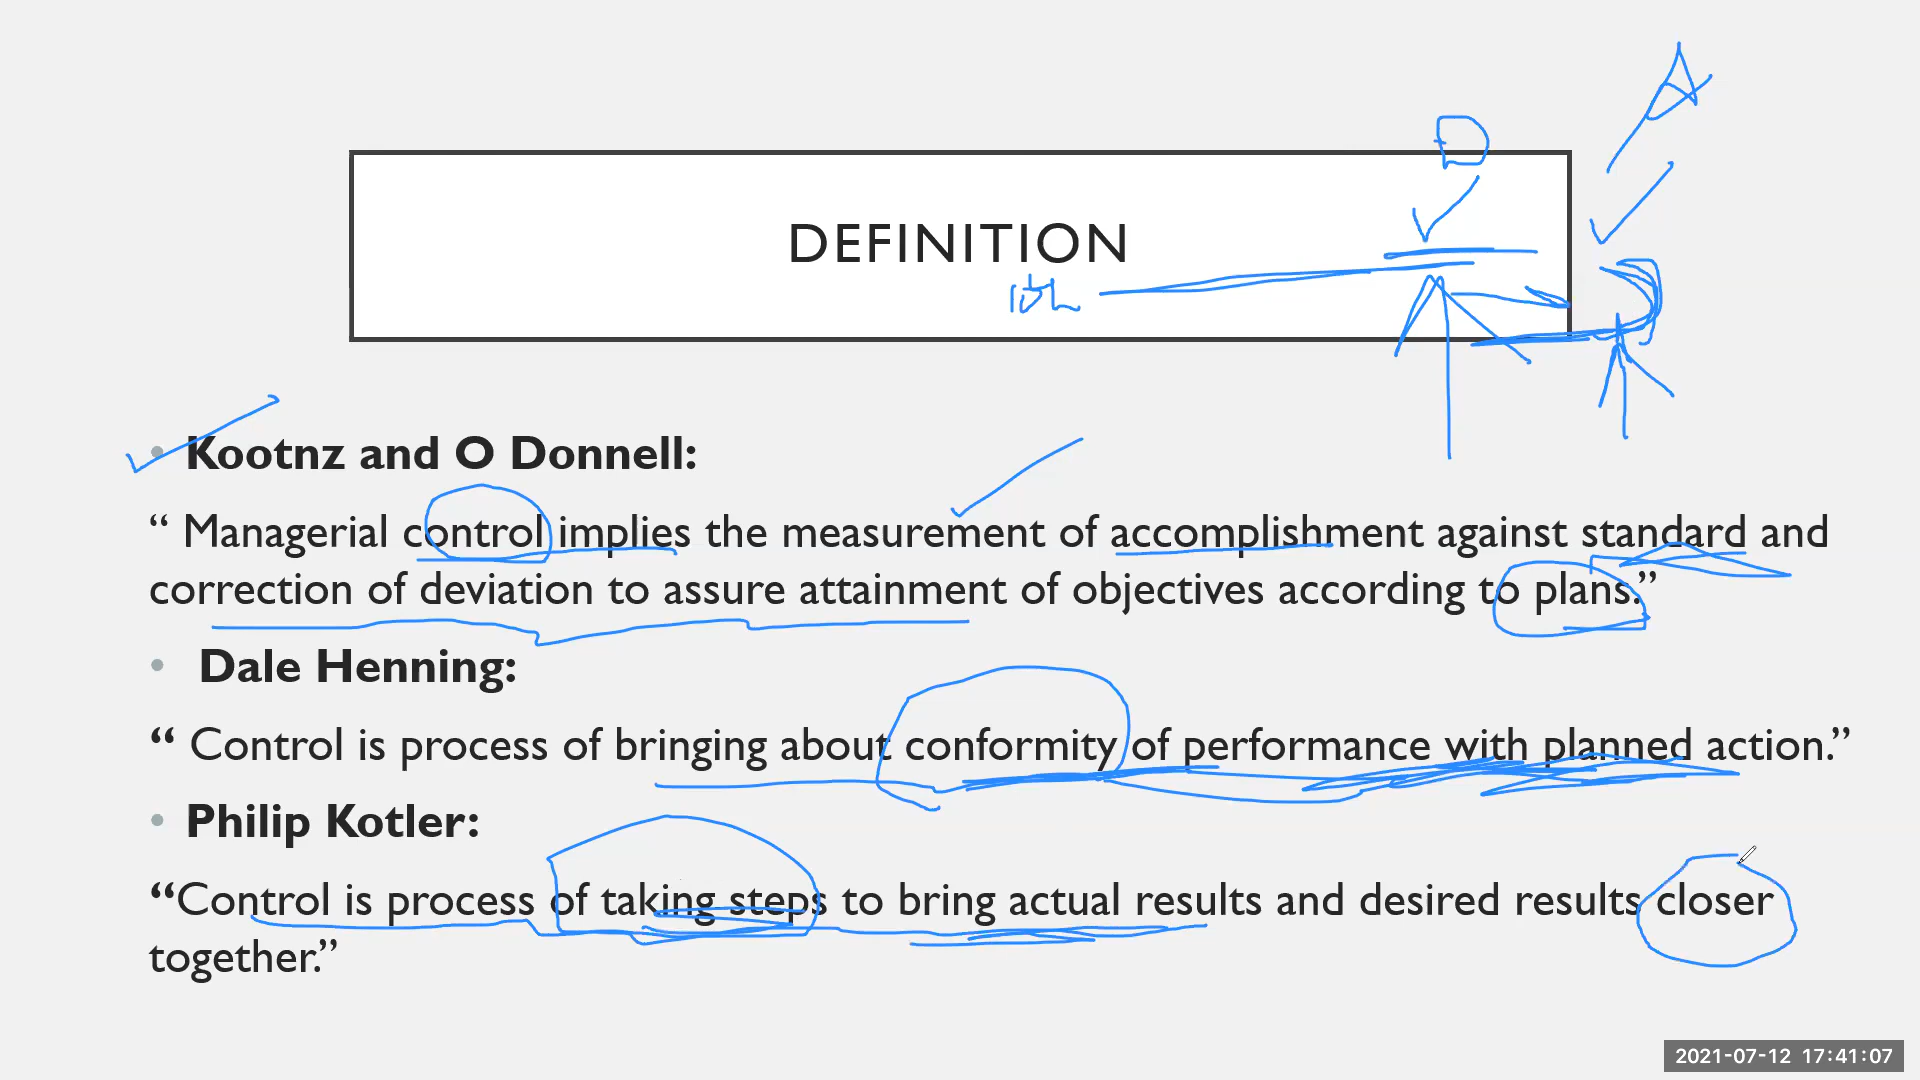 A
D
DEFINITION
• Kootnz and O Donnell:
“ Managerial control implies the measurement of accomplishment against standard and
correction of deviation to assure attainment of objectives according to plans.”
• Dale Henning:
“ Control is process of bringing about conformity of performance with planned action.”
• Philip Kotler:
“Control is process of taking steps to bring actual results and desired results closer
together.”
2021-07-12 17:41:07